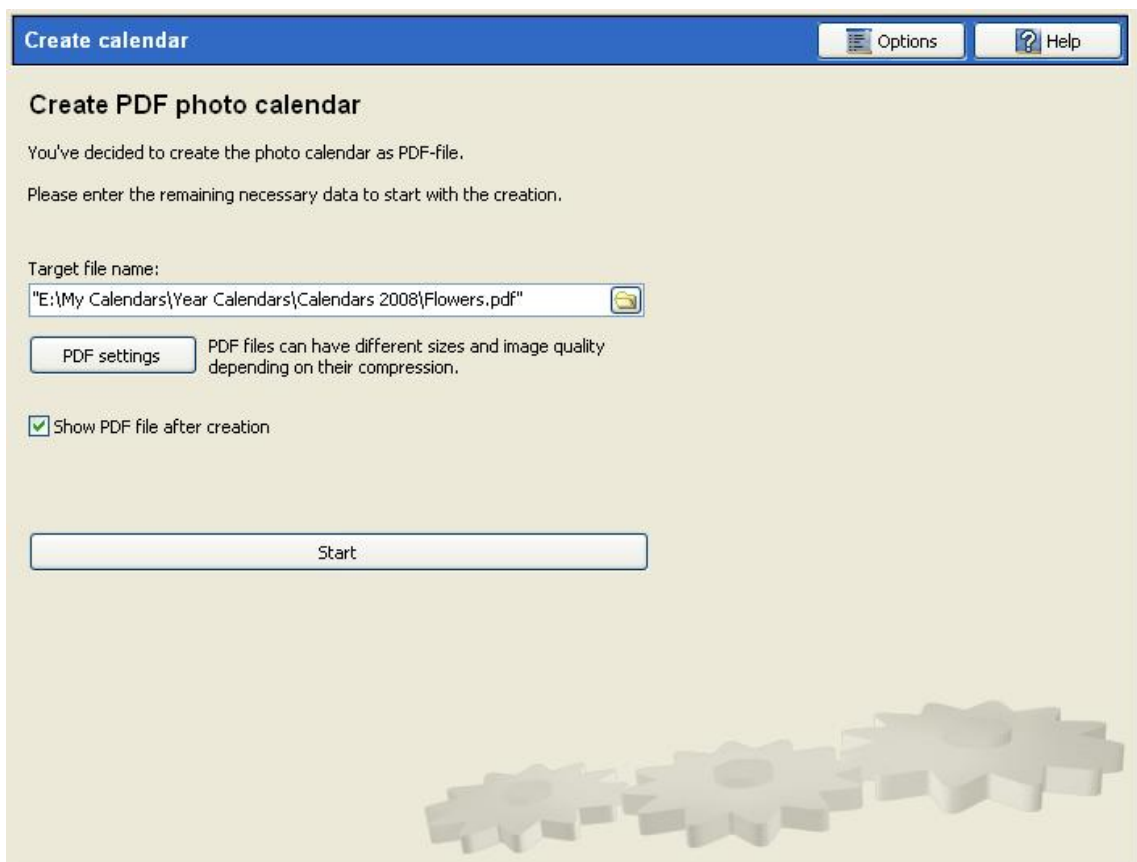 Create calendar
Options
Help
Create PDF photo calendar
You've decided to create the photo calendar as PDF-file.
Please enter the remaining necessary data to start with the creation.
Target file name:
"E:\My Calendars\Year Calendars\Calendars 2008\Flowers.pdf"
PDF settings
PDF files can have different sizes and image quality
depending on their compression.
Show PDF file after creation
Start